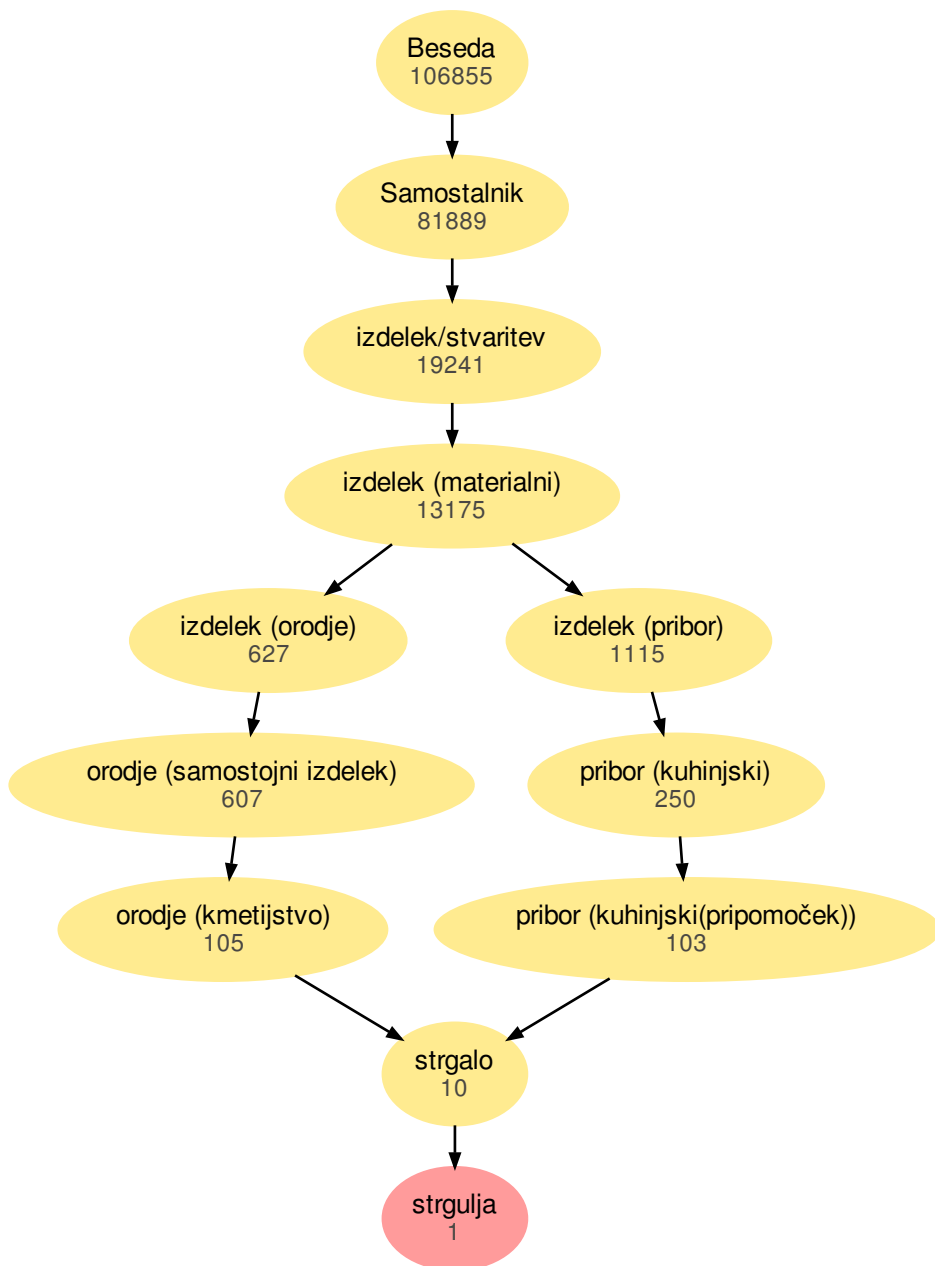 Beseda
106855
Samostalnik
81889
izdelek/stvaritev
19241
izdelek (materialni)
13175
izdelek (orodje)
627
izdelek (pribor)
1115
orodje (samostojni izdelek)
607
pribor (kuhinjski)
250
orodje (kmetijstvo)
105
pribor (kuhinjski(pripomoček))
103
strgalo
10
strgulja
1